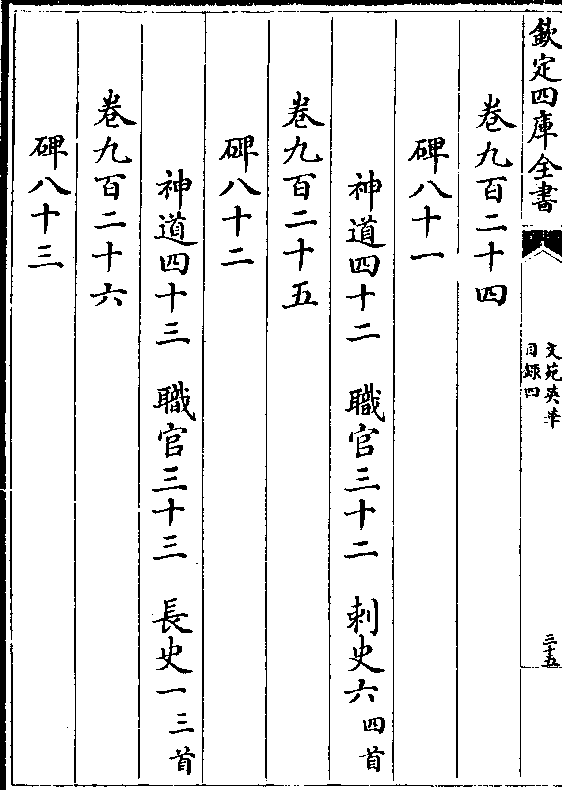 欽定四庫全書
文苑英華
目録四
三十五
卷九百二十四
碑八十一
神道四十二　職官三十二　刺史六四首
卷九百二十五
碑八十二
神道四十三　職官三十三　長史一三首
卷九百二十六
碑八十三